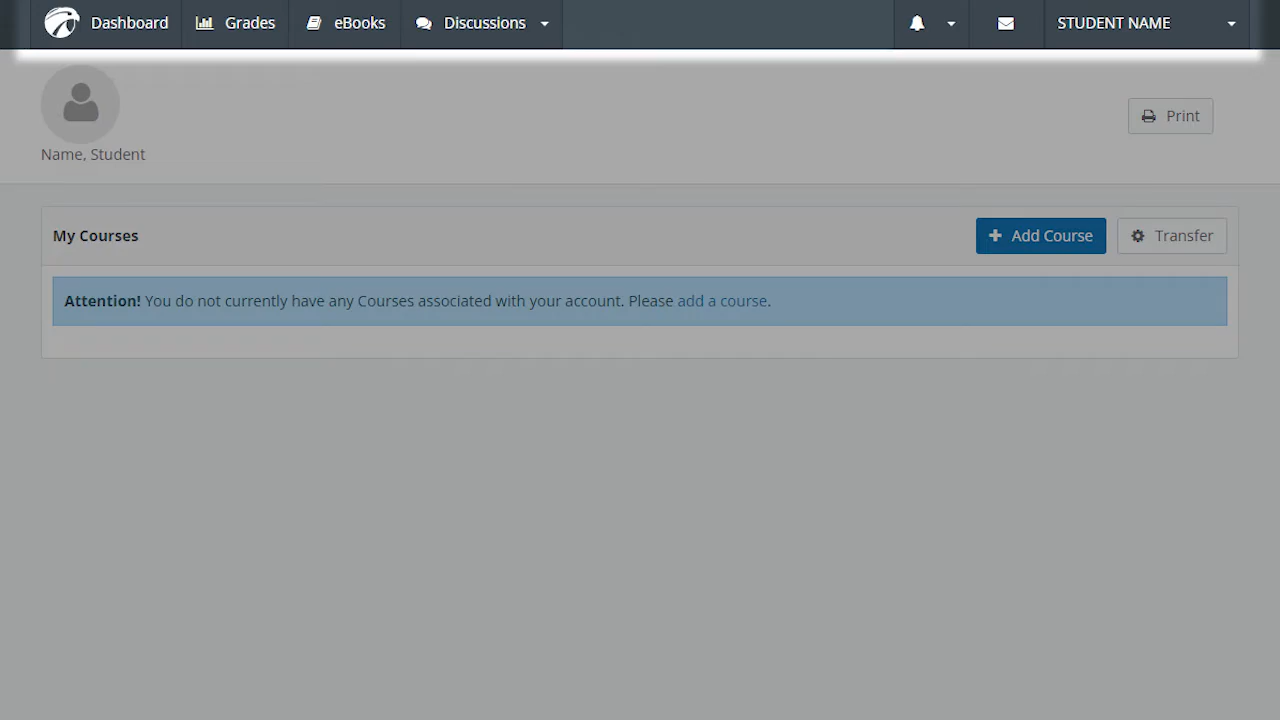 Dashboard Grades eBooks Discussions STUDENT NAME
Print
Name, Student
My Courses Add Course Transfer
Attention! You do not currently have any Courses associated with your account. Please add a course.